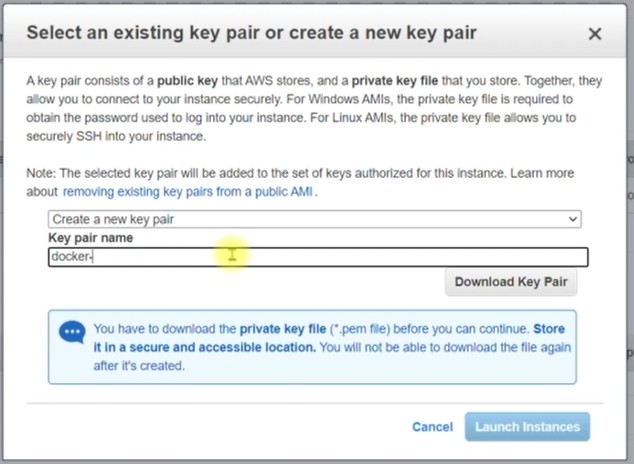 Select an existing key pair or create a new key pair
A key pair consists of a public key that AWS stores, and a private key file that you store. Together, they
allow you to connect to your instance securely. For Windows AMIs, the private key file is required to
obtain the password used to log into your instance. For Linux AMIs, the private key file allows you to
securely SSH into your instance.
Note: The selected key pair will be added to the set of keys authorized for this instance. Learn more
about removing existing key pairs from a public AMI .
Create a new key pair
Key pair name
docker-
Download Key Pair
You have to download the private key file (*.pem file) before you can continue. Store
it in a secure and accessible location. You will not be able to download the file again
after it's created.
Cancel Launch Instances